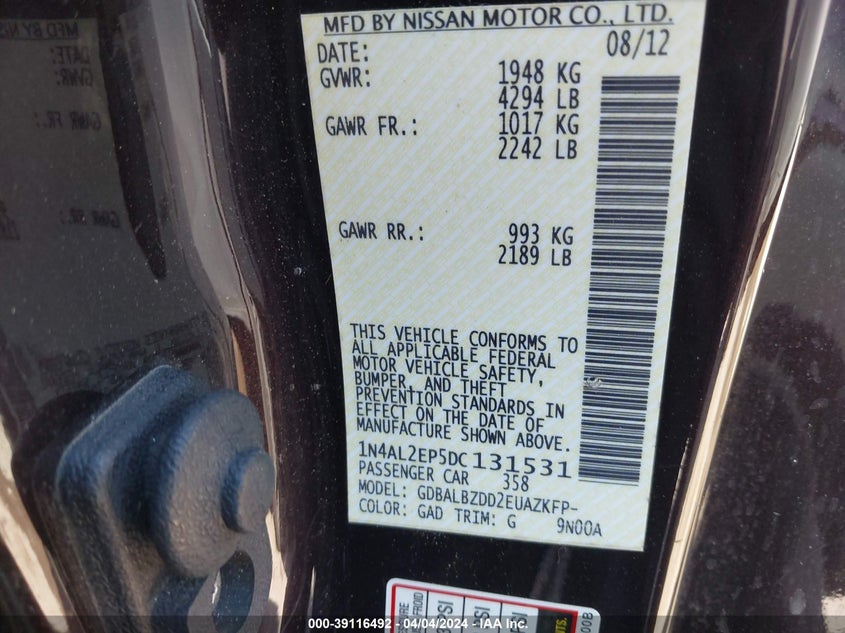 MFD BY NISSAN MOTOR CO., LTD.
DATE: 08/12
GVWR: 1948 KG
4294 LB
GAWR FR.: 1017 KG
2242 LB
GAWR RR.: 993 KG
2189 LB
THIS VEHICLE CONFORMS TO
ALL APPLICABLE FEDERAL
MOTOR VEHICLE SAFETY,
BUMPER, AND THEFT
PREVENTION STANDARDS IN
EFFECT ON THE DATE OF
MANUFACTURE SHOWN ABOVE.
1N4AL2EP5DC131531
PASSENGER CAR 358
MODEL: GDBALBZDD2EUAZKFP-
COLOR: GAD TRIM: G 9N00A
000-39116492 - 04/04/2024 - IAA